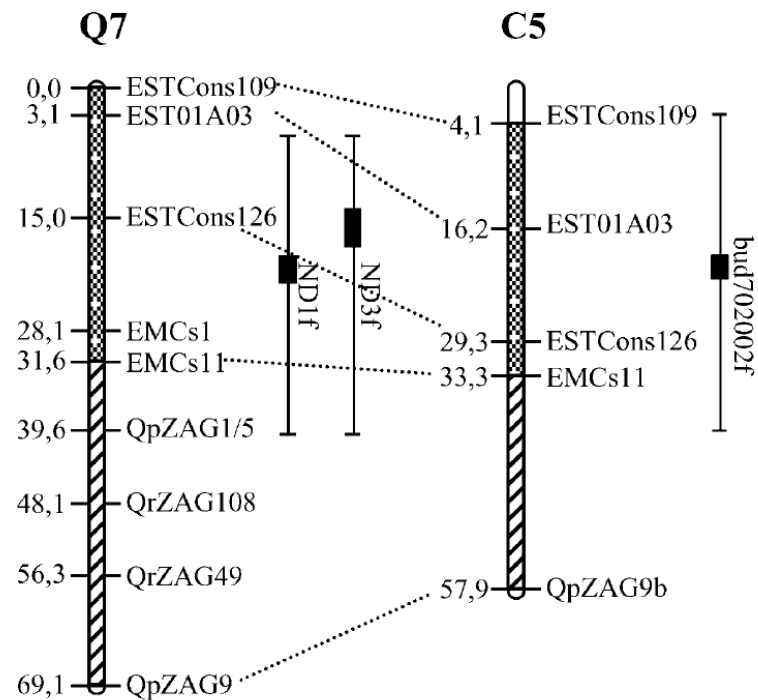 Q7
0,0 ESTCons109
3,1 EST01A03
15,0 ESTCons126
28,1 EMCs1
31,6 EMCs11
39,6 QpZAG1/5
48,1 QrZAG108
56,3 QrZAG49
69,1 QpZAG9
ND1f
ND3f
C5
4,1 ESTCons109
16,2 EST01A03
29,3 ESTCons126
33,3 EMCs11
57,9 QpZAG9b
bud702002f